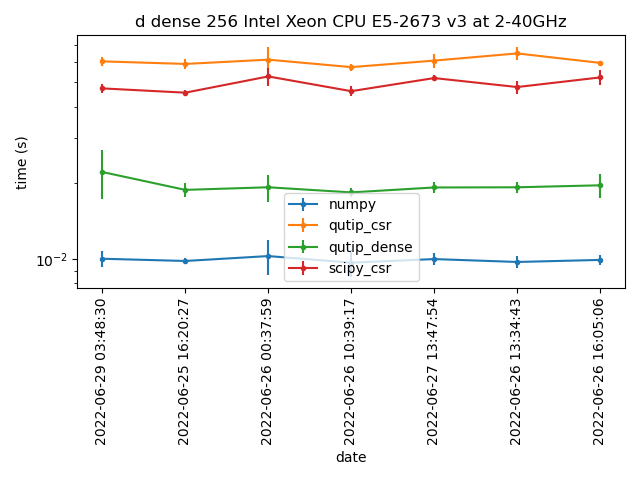 d dense 256 Intel Xeon CPU E5-2673 v3 at 2-40GHz
time (s)
10⁻²
numpy
qutip_csr
qutip_dense
scipy_csr
2022-06-29 03:48:30
2022-06-25 16:20:27
2022-06-26 00:37:59
2022-06-26 10:39:17
2022-06-27 13:47:54
2022-06-26 13:34:43
2022-06-26 16:05:06
date